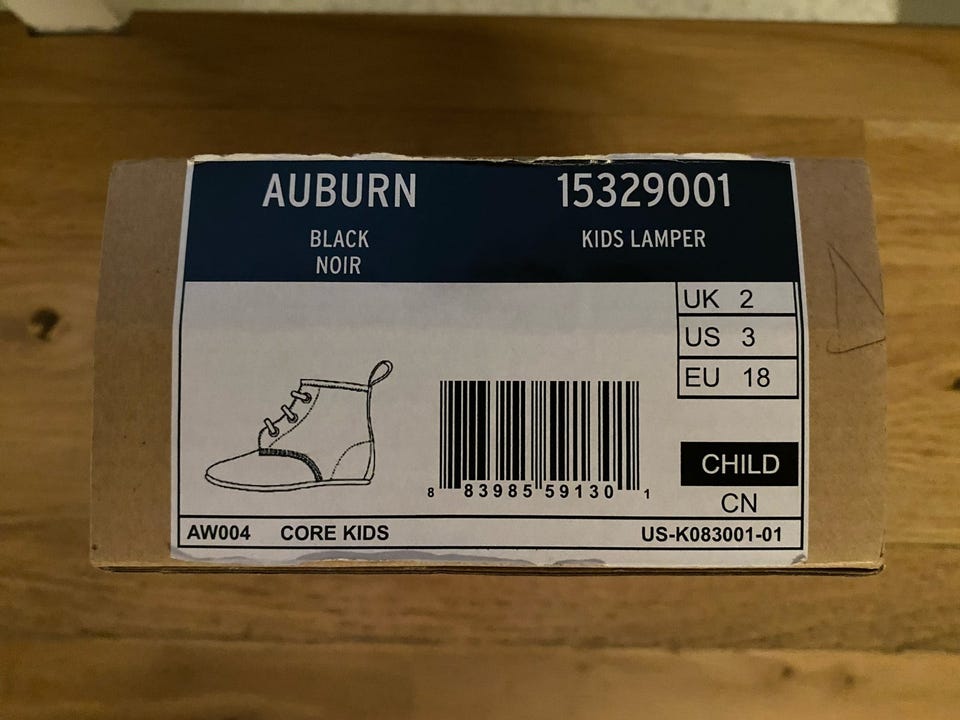 AUBURN 15329001
BLACK KIDS LAMPER
NOIR
UK 2
US 3
EU 18
8 83985 59130 1
CHILD
CN
AW004 CORE KIDS US-K083001-01